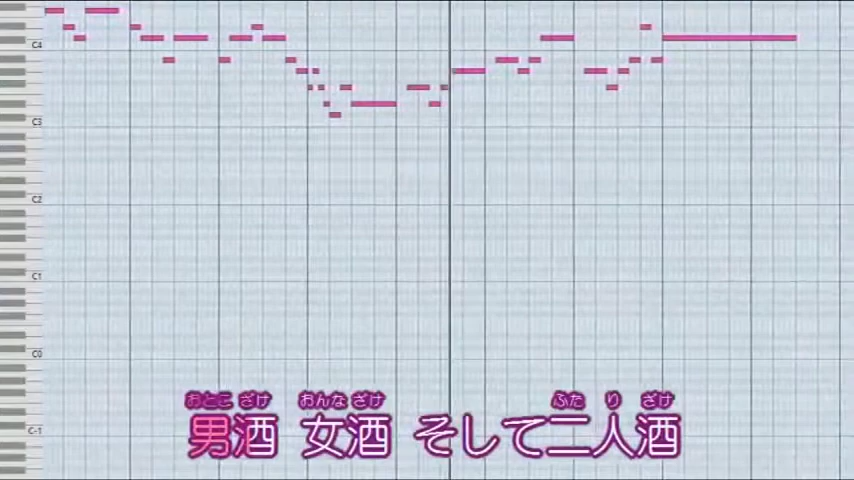 C4
C3
C2
C1
C0
C-1
おとこ ざけ おんな ざけ ふた り ざけ
男酒 女酒 そして二人酒